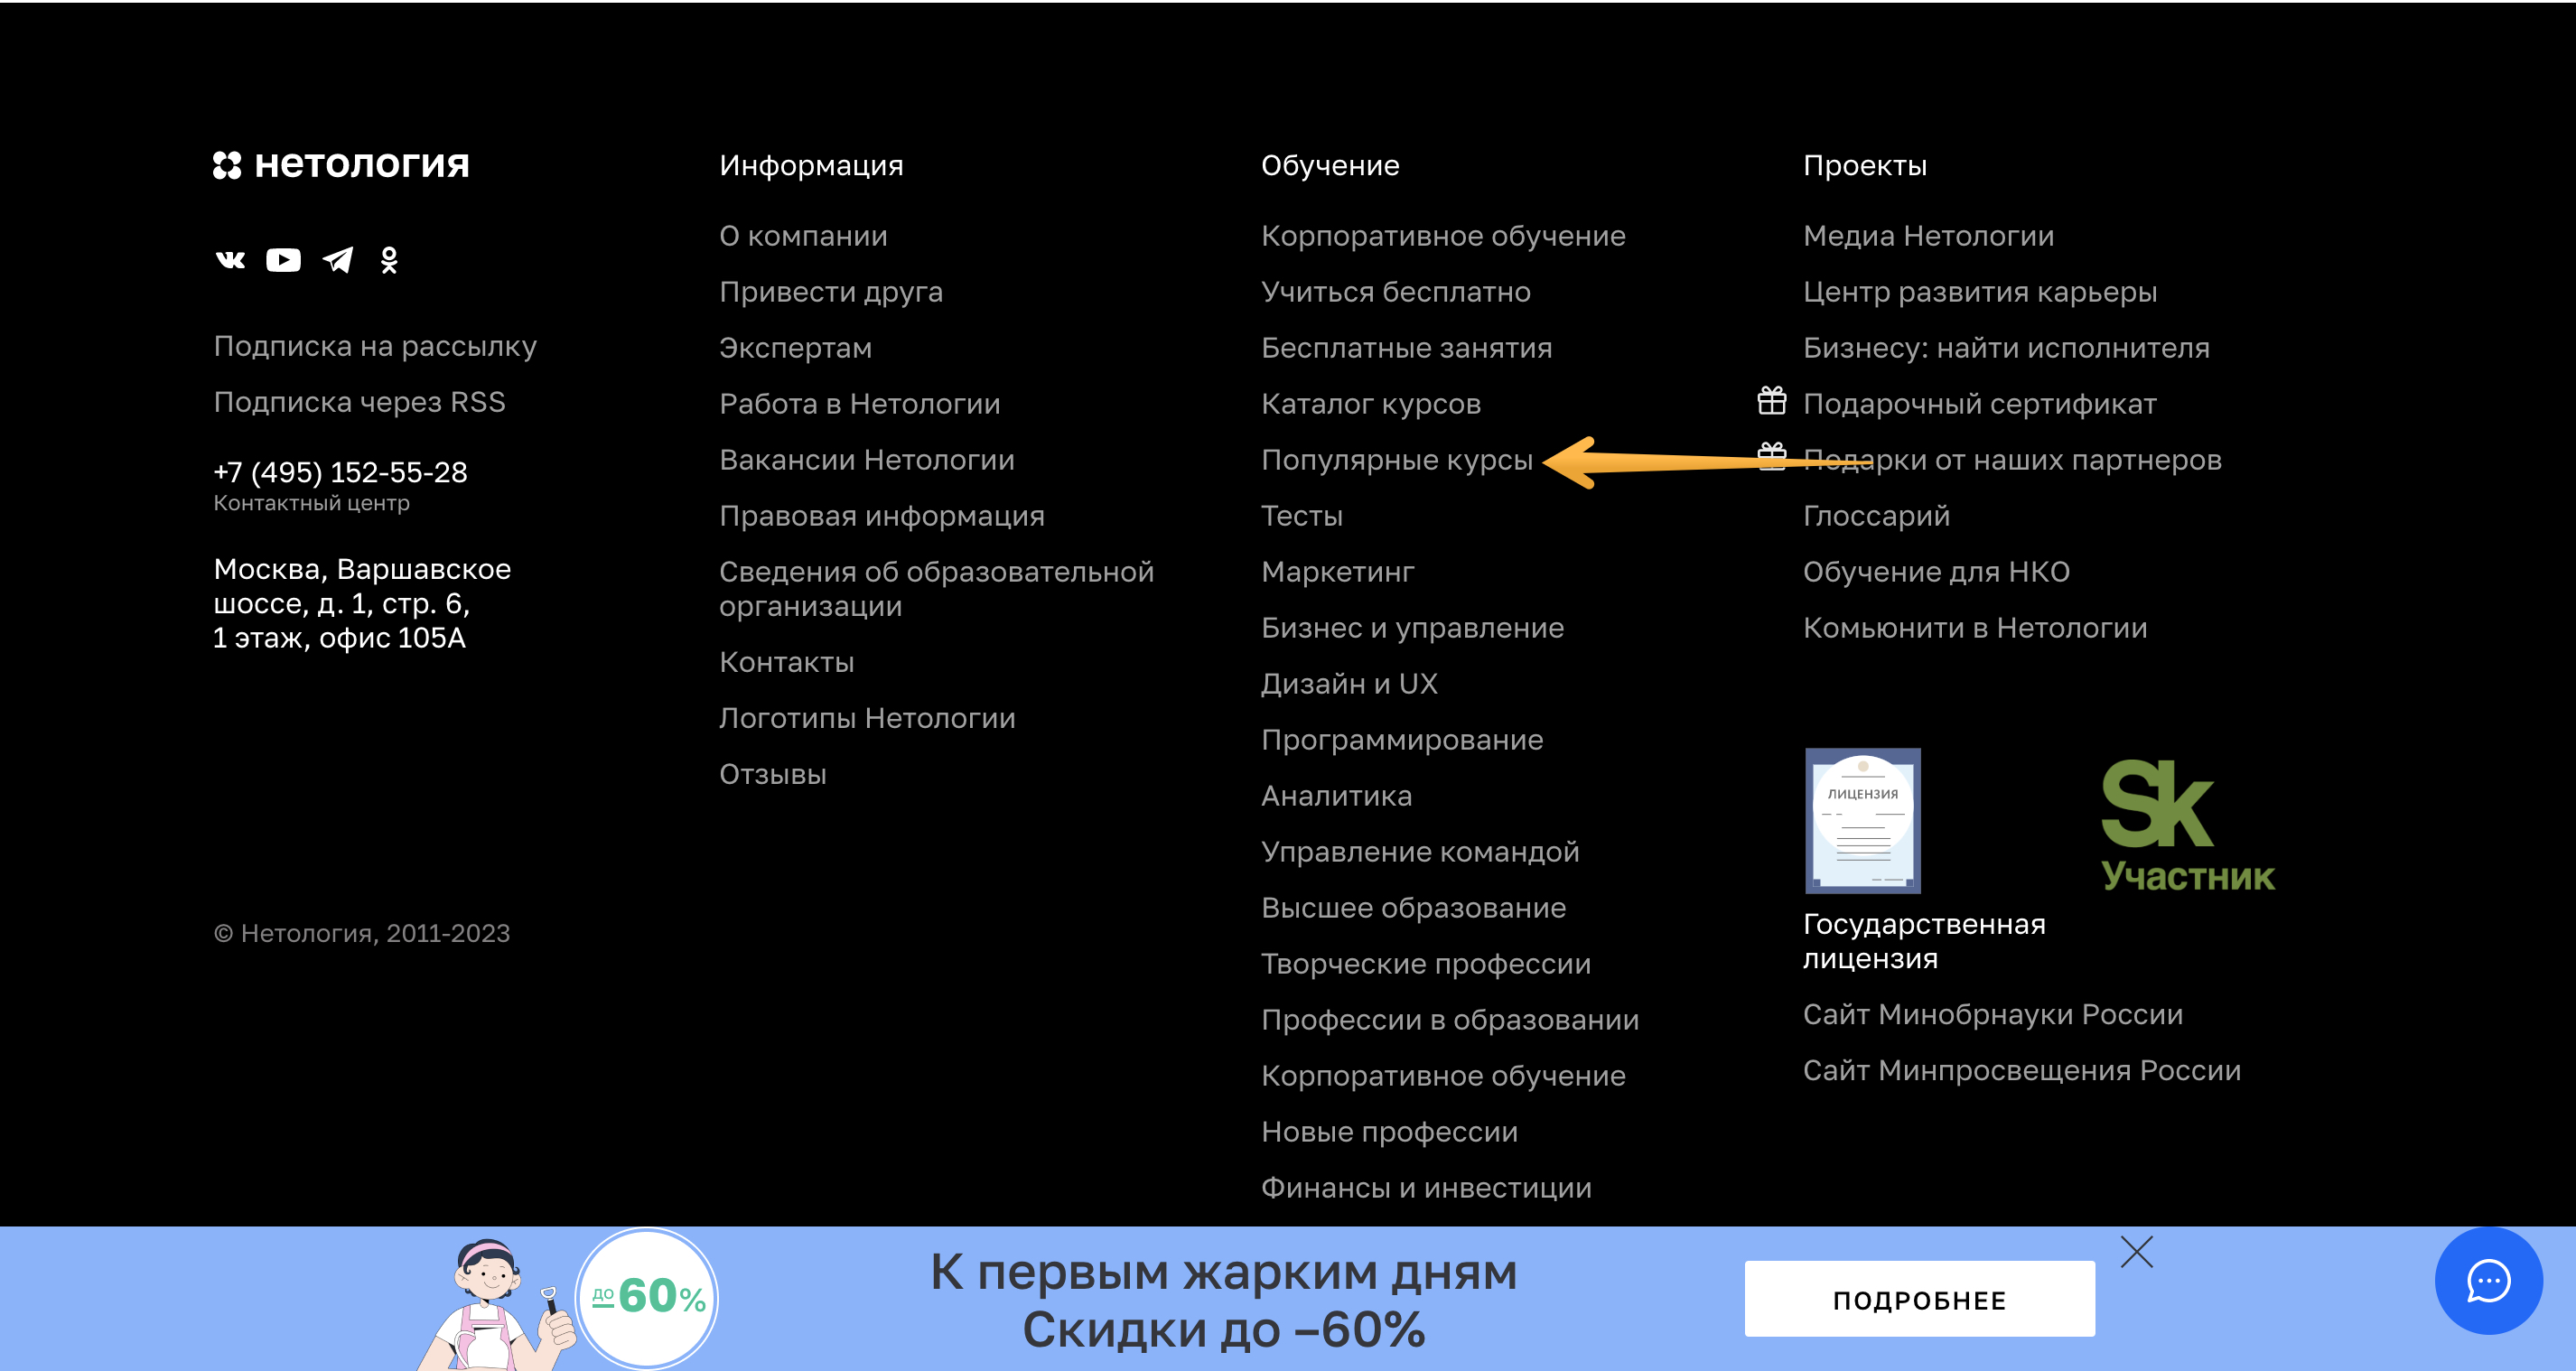 нетология
Подписка на рассылку
Подписка через RSS
+7 (495) 152-55-28
Контактный центр
Москва, Варшавское
шоссе, д. 1, стр. 6,
1 этаж, офис 105А
© Нетология, 2011-2023
Информация
О компании
Привести друга
Экспертам
Работа в Нетологии
Вакансии Нетологии
Правовая информация
Сведения об образовательной
организации
Контакты
Логотипы Нетологии
Отзывы
Обучение
Корпоративное обучение
Учиться бесплатно
Бесплатные занятия
Каталог курсов
Популярные курсы
Тесты
Маркетинг
Бизнес и управление
Дизайн и UX
Программирование
Аналитика
Управление командой
Высшее образование
Творческие профессии
Профессии в образовании
Корпоративное обучение
Новые профессии
Финансы и инвестиции
Проекты
Медиа Нетологии
Центр развития карьеры
Бизнесу: найти исполнителя
Подарочный сертификат
Подарки от наших партнеров
Глоссарий
Обучение для НКО
Комьюнити в Нетологии
ЛИЦЕНЗИЯ
Sk
Участник
Государственная
лицензия
Сайт Минобрнауки России
Сайт Минпросвещения России
до 60%
К первым жарким дням
Скидки до –60%
ПОДРОБНЕЕ